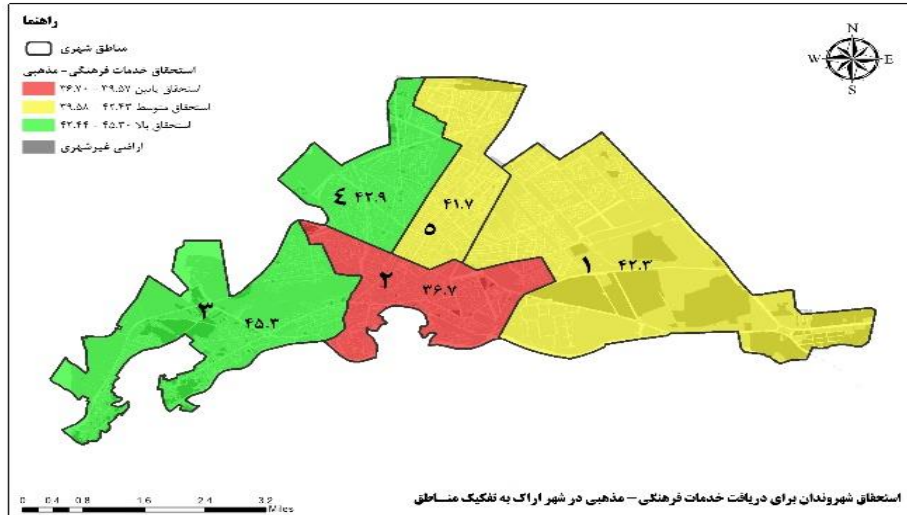 راهنما
مناطق شهری
استحقاق خدمات فرهنگی - مذهبی
استحقاق پایین ۳۹.۵۷ - ۳۶.۷۰
استحقاق متوسط ۴۲.۴۳ - ۳۹.۵۸
استحقاق بالا ۴۵.۳۰ - ۴۲.۴۴
اراضی غیرشهری
N
W E
S
۴ ۴۲.۹
۴۱.۷
۵
۱ ۴۲.۳
۲ ۳۶.۷
۳ ۴۵.۳
0 0.4 0.8 1.6 2.4 3.2
Miles
استحقاق شهروندان برای دریافت خدمات فرهنگی – مذهبی در شهر اراک به تفکیک منـــاطق